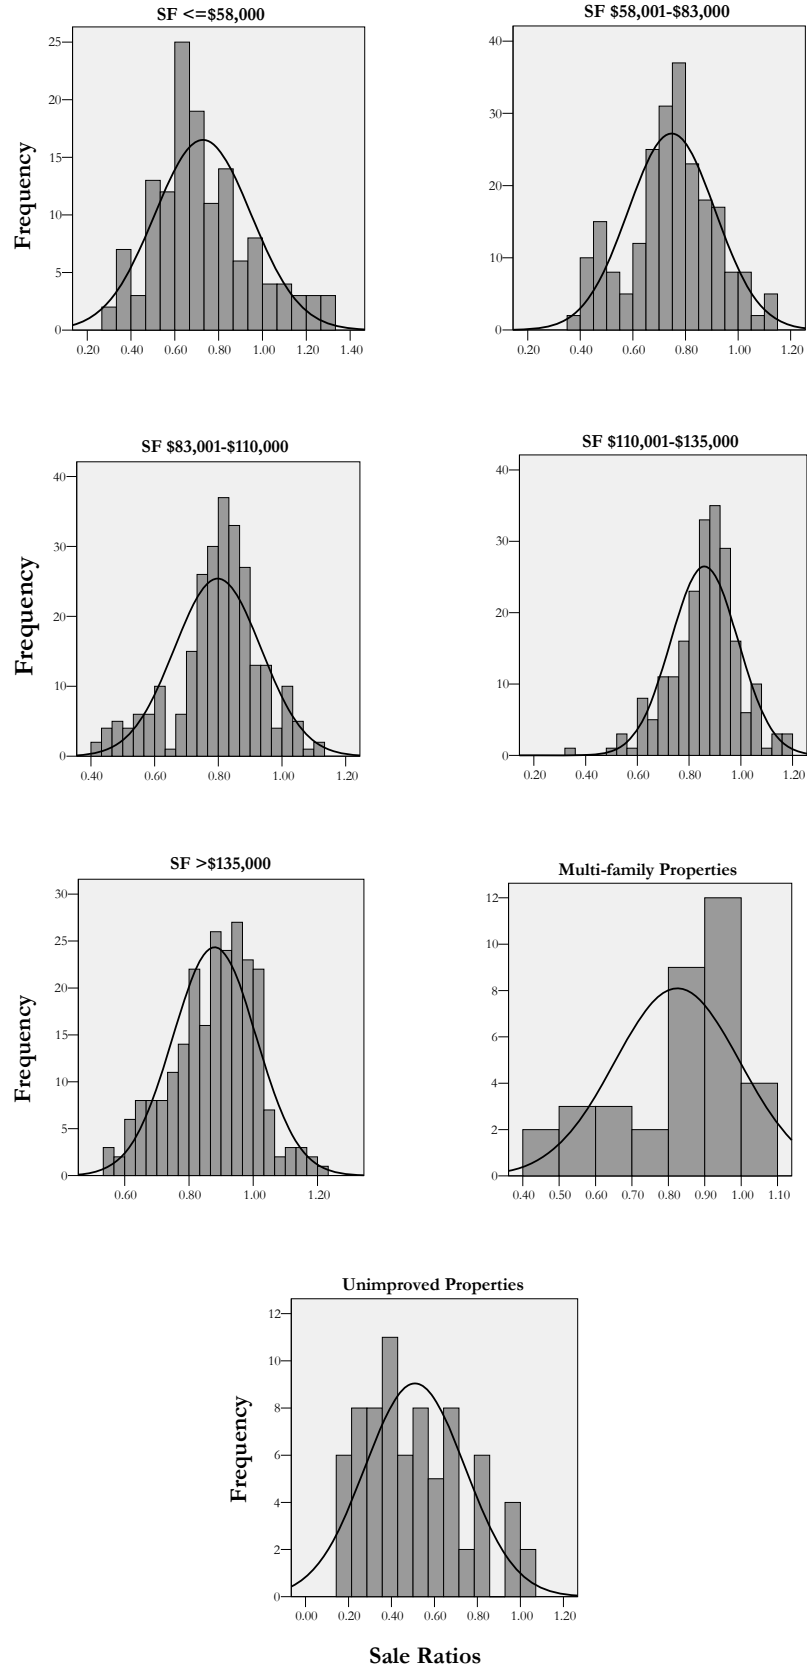 SF <=$58,000
Frequency
25
20
15
10
5
0
0.20 0.40 0.60 0.80 1.00 1.20 1.40
SF $58,001-$83,000
40
30
20
10
0
0.20 0.40 0.60 0.80 1.00 1.20
SF $83,001-$110,000
Frequency
40
30
20
10
0
0.40 0.60 0.80 1.00 1.20
SF $110,001-$135,000
40
30
20
10
0
0.20 0.40 0.60 0.80 1.00 1.20
SF >$135,000
Frequency
30
25
20
15
10
5
0
0.60 0.80 1.00 1.20
Multi-family Properties
12
10
8
6
4
2
0
0.40 0.50 0.60 0.70 0.80 0.90 1.00 1.10
Unimproved Properties
Frequency
12
10
8
6
4
2
0
0.00 0.20 0.40 0.60 0.80 1.00 1.20
Sale Ratios